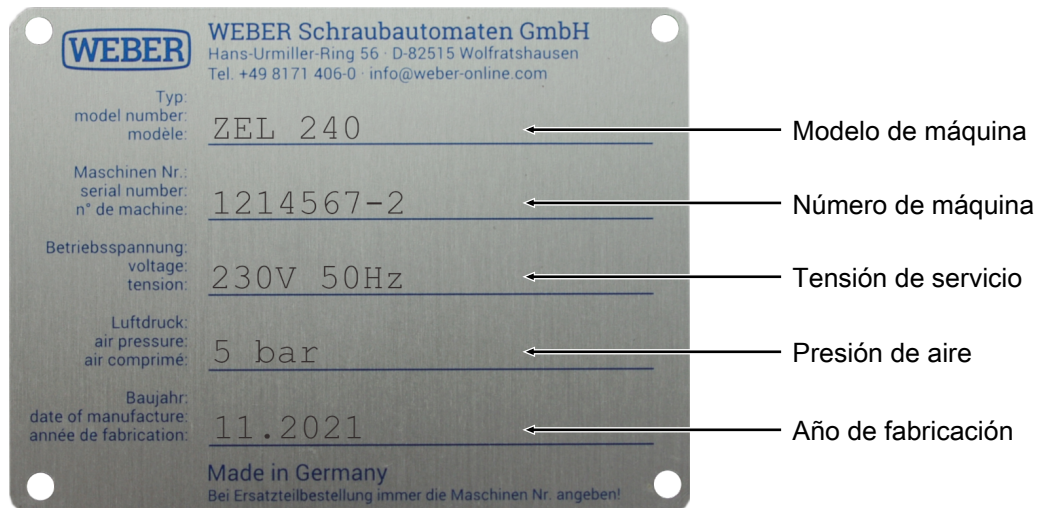 WEBER
WEBER Schraubautomaten GmbH
Hans-Urmiller-Ring 56 · D-82515 Wolfratshausen
Tel. +49 8171 406-0 · info@weber-online.com
Typ:
model number:
modèle:
ZEL 240
Modelo de máquina
Maschinen Nr.:
serial number:
n° de machine:
1214567-2
Número de máquina
Betriebsspannung:
voltage:
tension:
230V 50Hz
Tensión de servicio
Luftdruck:
air pressure:
air comprimé:
5 bar
Presión de aire
Baujahr:
date of manufacture:
année de fabrication:
11.2021
Año de fabricación
Made in Germany
Bei Ersatzteilbestellung immer die Maschinen Nr. angeben!